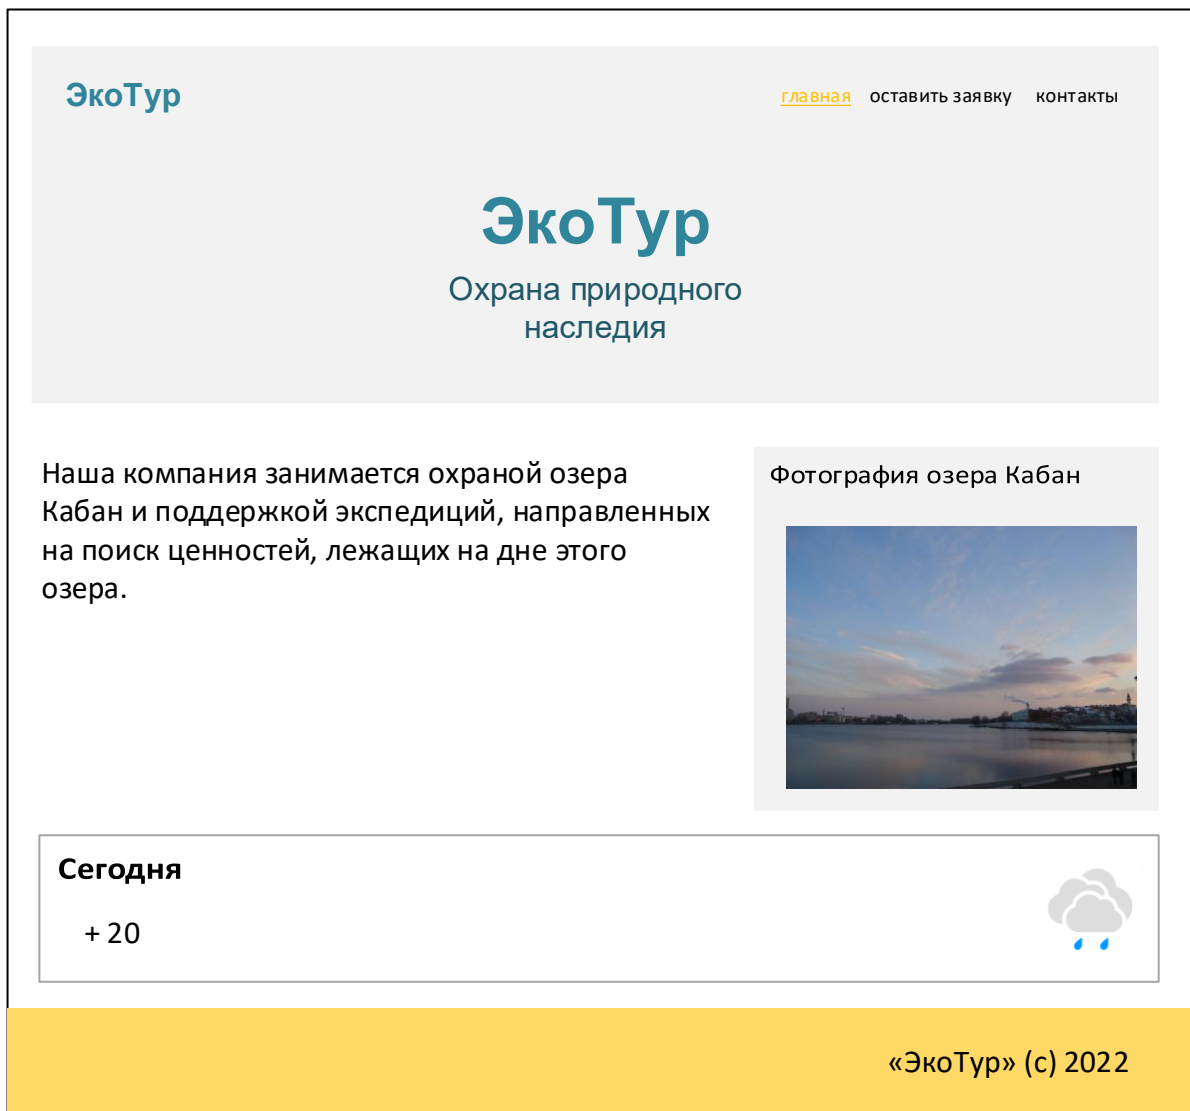 ЭкоТур
главная оставить заявку контакты
ЭкоТур
Охрана природного
наследия
Наша компания занимается охраной озера
Кабан и поддержкой экспедиций, направленных
на поиск ценностей, лежащих на дне этого
озера.
Фотография озера Кабан
Сегодня
+ 20
«ЭкоТур» (с) 2022